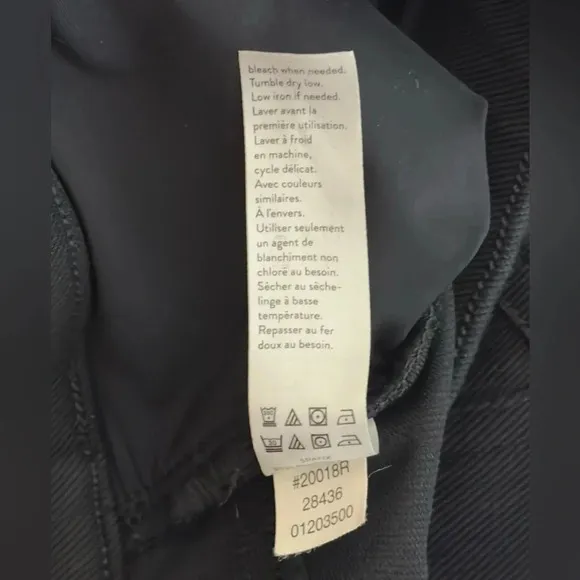 bleach when needed.
Tumble dry low.
Low iron if needed.
Laver avant la
première utilisation.
Laver à froid
en machine,
cycle délicat.
Avec couleurs
similaires.
À l'envers.
Utiliser seulement
un agent de
blanchiment non
chloré au besoin.
Sècher au sèche-
linge à basse
température.
Repasser au fer
doux au besoin.
30
#20018R
28436
01203500